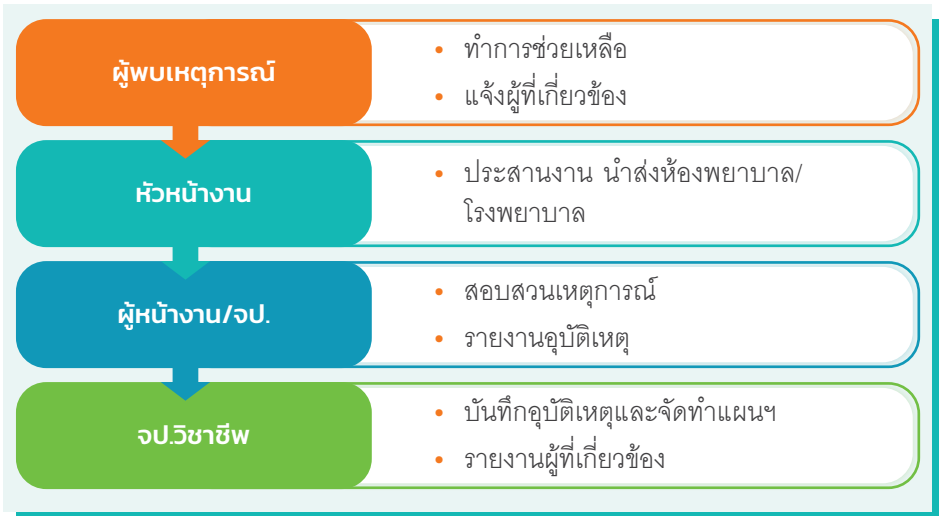 ผู้พบเหตุการณ์
• ทำการช่วยเหลือ
• แจ้งผู้ที่เกี่ยวข้อง
หัวหน้างาน
• ประสานงาน นำส่งห้องพยาบาล/
โรงพยาบาล
ผู้หน้างาน/จป.
• สอบสวนเหตุการณ์
• รายงานอุบัติเหตุ
จป.วิชาชีพ
• บันทึกอุบัติเหตุและจัดทำแผนฯ
• รายงานผู้ที่เกี่ยวข้อง